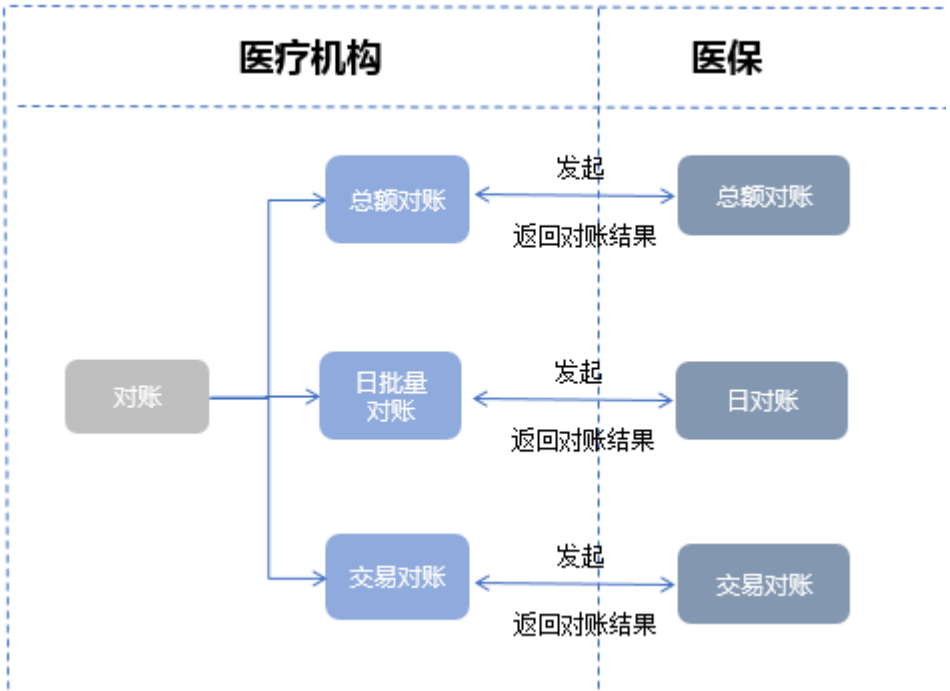 医疗机构
医保
总额对账
发起
返回对账结果
总额对账
对账
日批量
对账
发起
返回对账结果
日对账
交易对账
发起
返回对账结果
交易对账